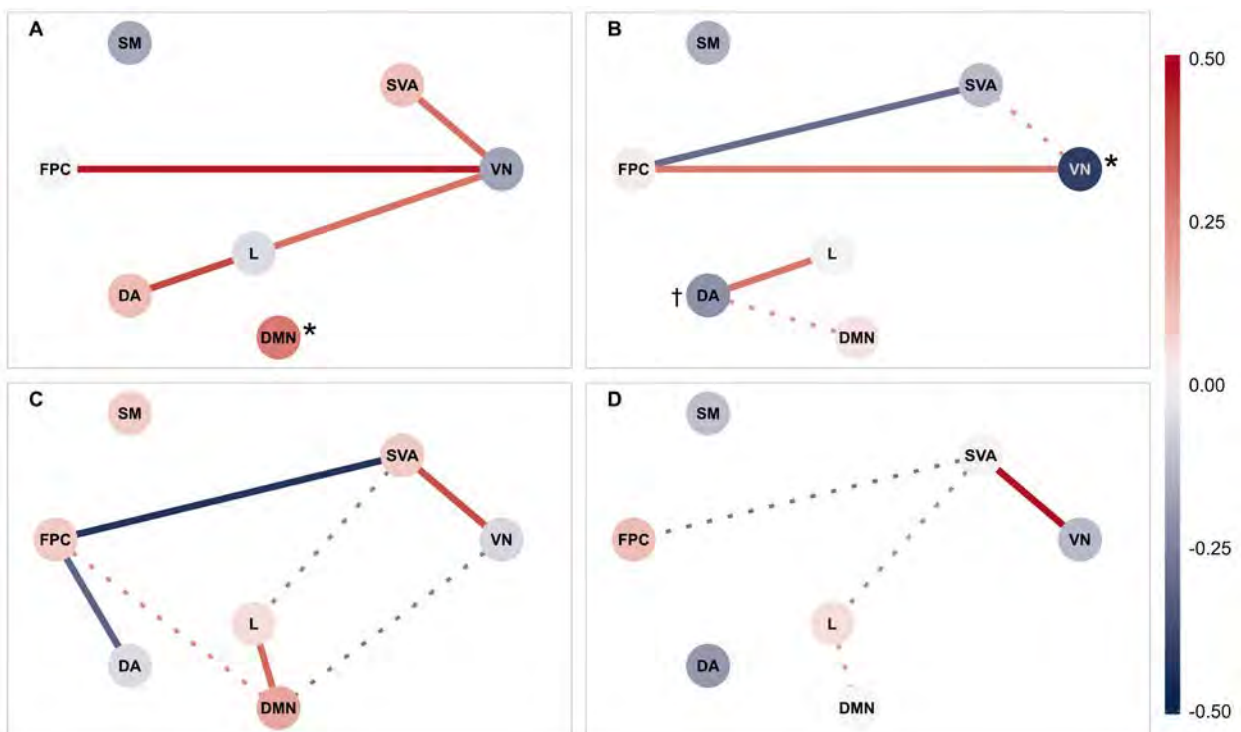 A
SM
SVA
FPC
VN
L
DA
DMN *
B
SM
SVA
FPC
VN *
L
† DA
DMN
C
SM
SVA
FPC
VN
L
DA
DMN
D
SM
SVA
FPC
VN
L
DA
DMN
0.50
0.25
0.00
-0.25
-0.50